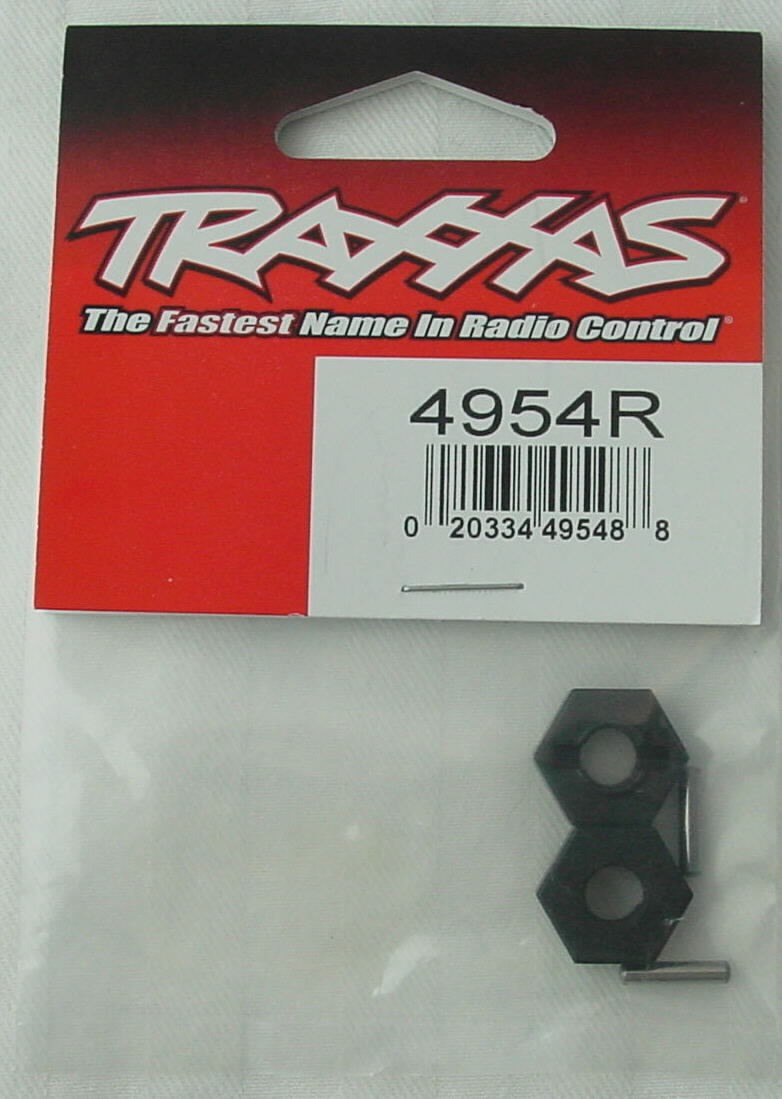 TRAXXAS®
The Fastest Name In Radio Control®
4954R
0 20334 49548 8